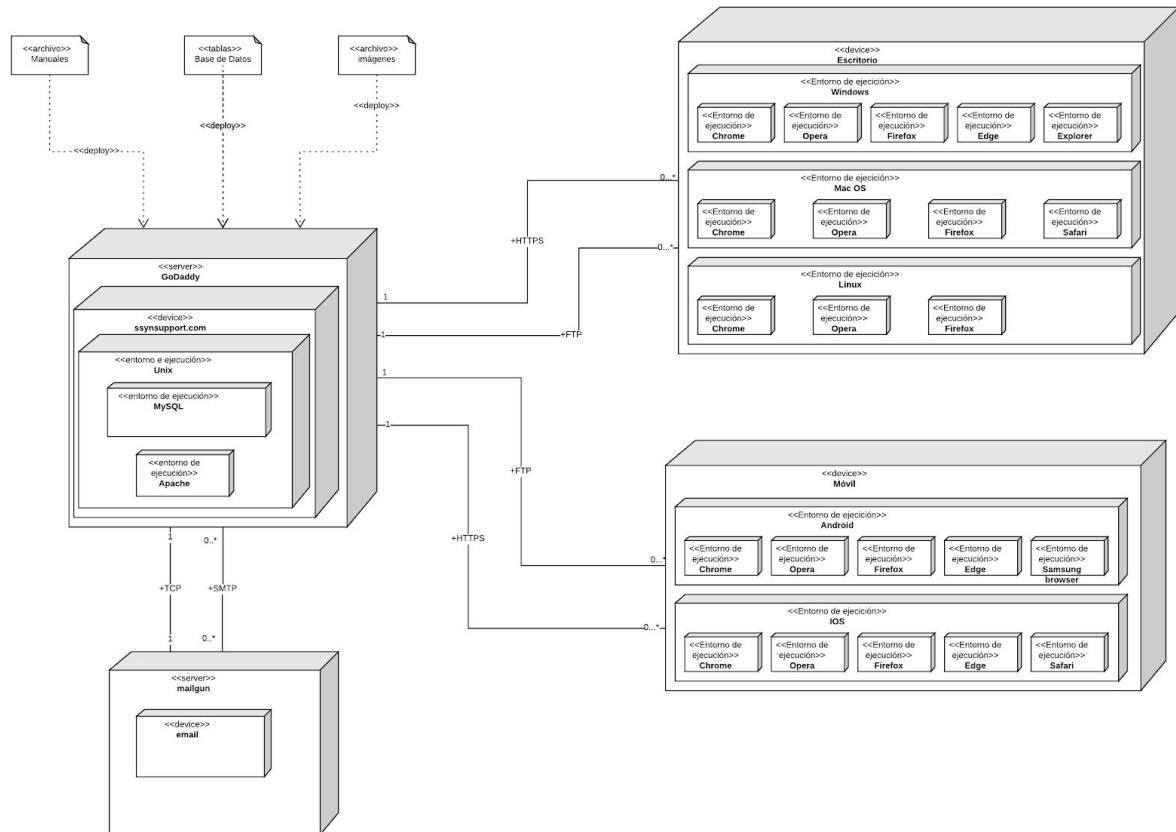 <<archivo>>
Manuales
<<tablas>>
Base de Datos
<<archivo>>
imágenes
<<deploy>>
<<deploy>>
<<deploy>>
<<server>>
GoDaddy
<<device>>
ssynsupport.com
<<entorno e ejecución>>
Unix
<<entorno de ejecución>>
MySQL
<<entorno de
ejecución>>
Apache
1
+HTTPS
0...*
1
+FTP
0...*
1
+FTP
0...*
1
+HTTPS
0...*
1
+TCP
1
0..*
+SMTP
0..*
<<server>>
mailgun
<<device>>
email
<<device>>
Escritorio
<<Entorno de ejecición>>
Windows
<<Entorno de
ejecución>>
Chrome
<<Entorno de
ejecución>>
Opera
<<Entorno de
ejecución>>
Firefox
<<Entorno de
ejecución>>
Edge
<<Entorno de
ejecución>>
Explorer
<<Entorno de ejecición>>
Mac OS
<<Entorno de
ejecución>>
Chrome
<<Entorno de
ejecución>>
Opera
<<Entorno de
ejecución>>
Firefox
<<Entorno de
ejecución>>
Safari
<<Entorno de ejecición>>
Linux
<<Entorno de
ejecución>>
Chrome
<<Entorno de
ejecución>>
Opera
<<Entorno de
ejecución>>
Firefox
<<device>>
Móvil
<<Entorno de ejecición>>
Android
<<Entorno de
ejecución>>
Chrome
<<Entorno de
ejecución>>
Opera
<<Entorno de
ejecución>>
Firefox
<<Entorno de
ejecución>>
Edge
<<Entorno de
ejecución>>
Samsung
browser
<<Entorno de ejecición>>
IOS
<<Entorno de
ejecución>>
Chrome
<<Entorno de
ejecución>>
Opera
<<Entorno de
ejecución>>
Firefox
<<Entorno de
ejecución>>
Edge
<<Entorno de
ejecución>>
Safari